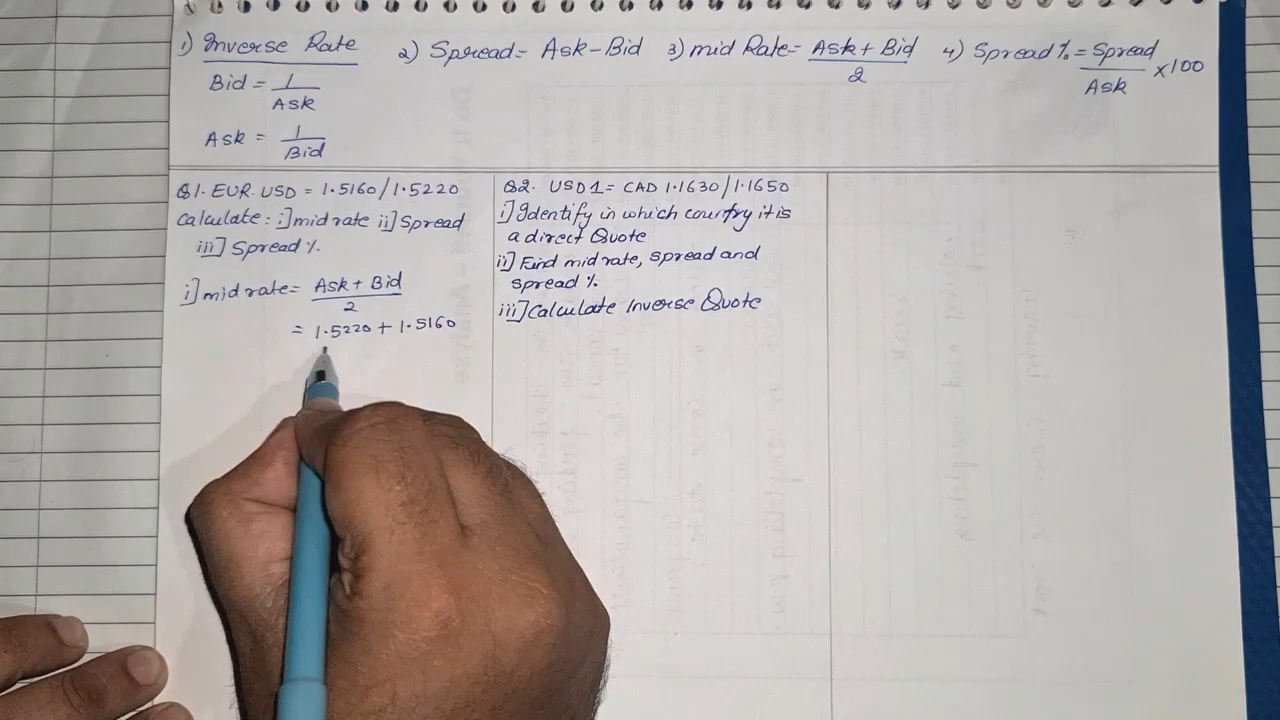 1) Inverse Rate
Bid = 1/Ask
Ask = 1/Bid
2) Spread = Ask - Bid
3) mid Rate = Ask + Bid / 2
4) Spread % = Spread / Ask × 100
Q1. EUR. USD = 1.5160/1.5220
Calculate: i] mid rate ii] Spread
iii] Spread %.
i] mid rate = Ask + Bid / 2
= 1.5220 + 1.5160
Q2. USD 1 = CAD 1.1630/1.1650
i] Identify in which country it is
a direct Quote
ii] Find mid rate, spread and
spread %.
iii] Calculate Inverse Quote